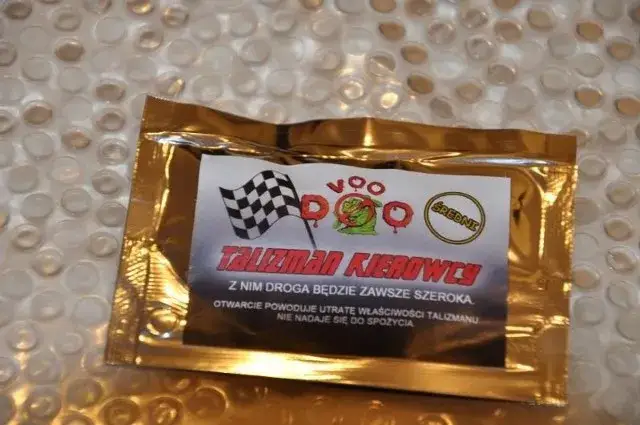 VOO
DOO
ŚREDNI
TALIZMAN KIEROWCY
Z NIM DROGA BĘDZIE ZAWSZE SZEROKA.
OTWARCIE POWODUJE UTRATĘ WŁAŚCIWOŚCI TALIZMANU.
NIE NADAJE SIĘ DO SPOŻYCIA.